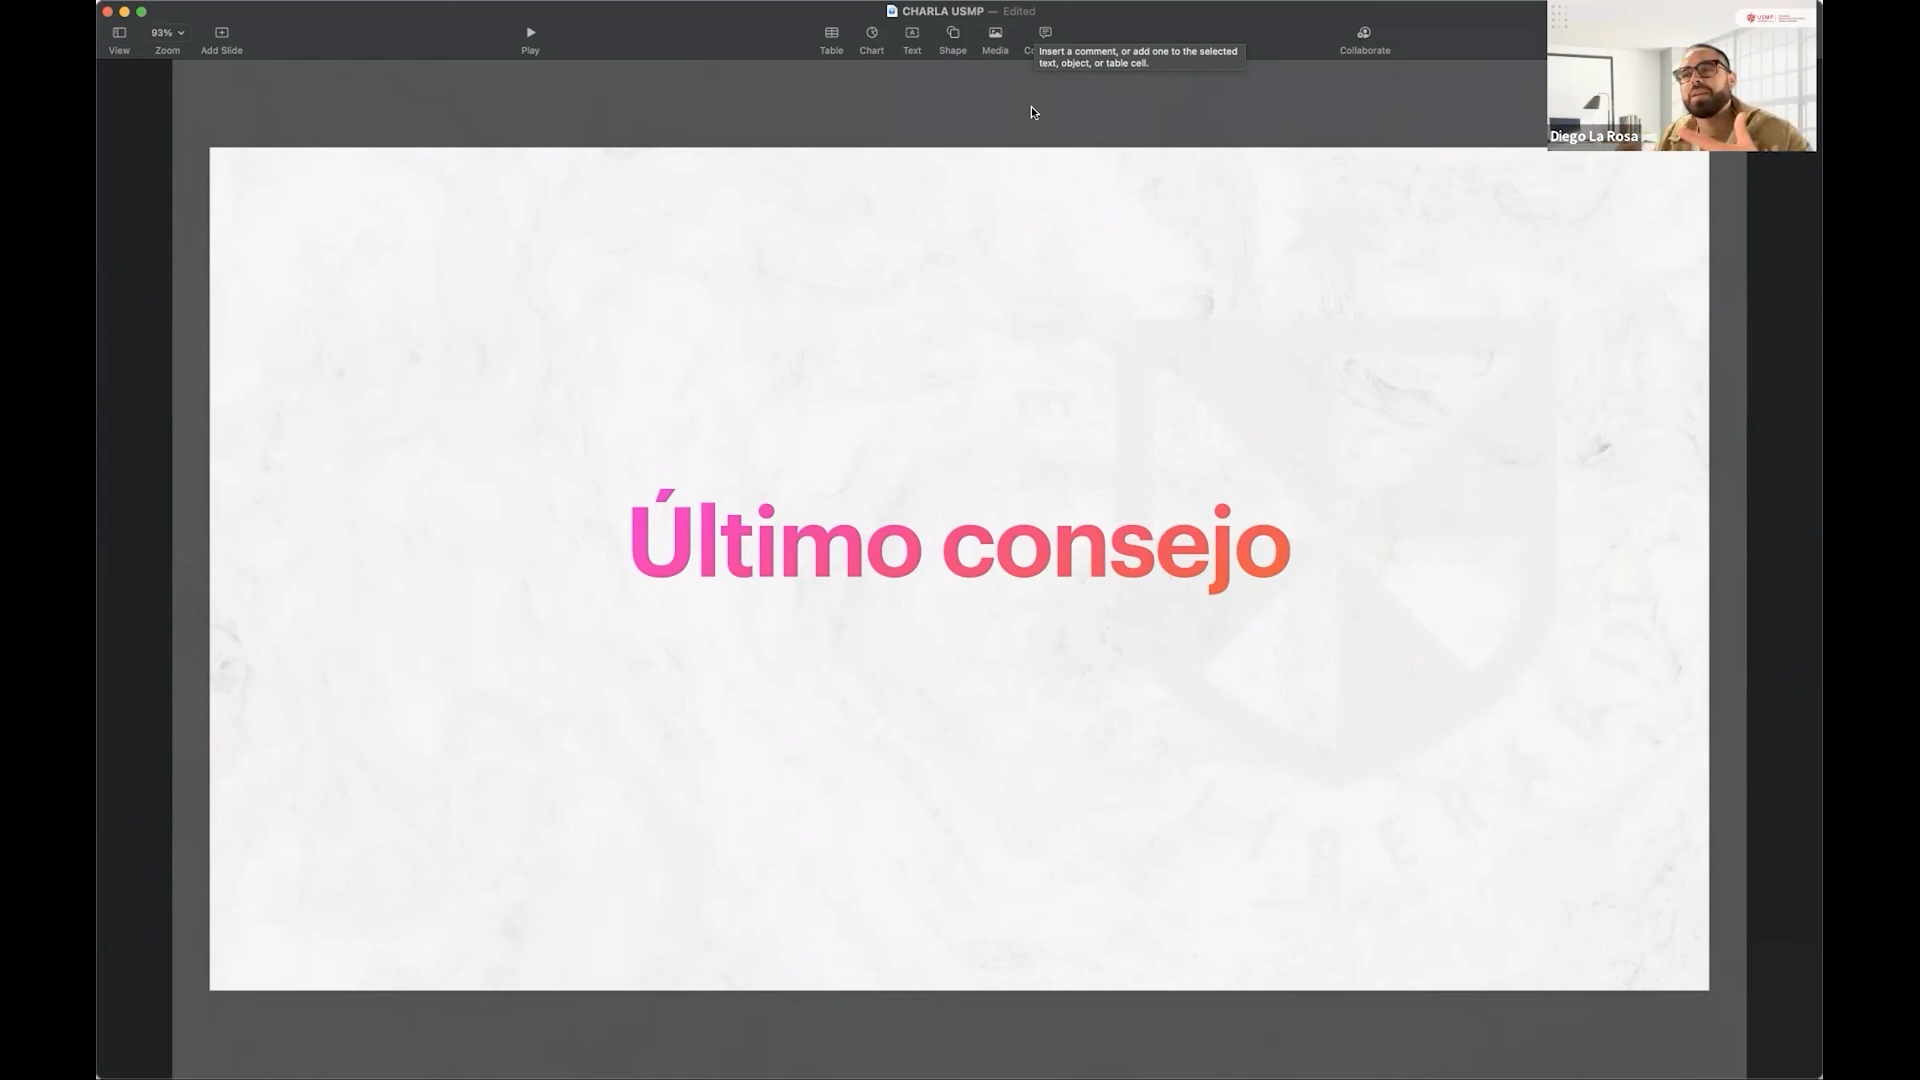 CHARLA USMP — Edited
View
93%
Zoom
Add Slide
Play
Table
Chart
Text
Shape
Media
Insert a comment, or add one to the selected
text, object, or table cell.
Collaborate
USMP
Diego La Rosa
Último consejo